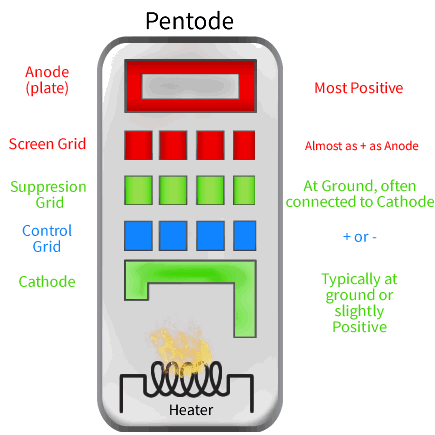 Pentode
Anode
(plate)
Most Positive
Screen Grid
Almost as + as Anode
Suppresion
Grid
At Ground, often
connected to Cathode
Control
Grid
+ or -
Cathode
Typically at
ground or
slightly
Positive
Heater